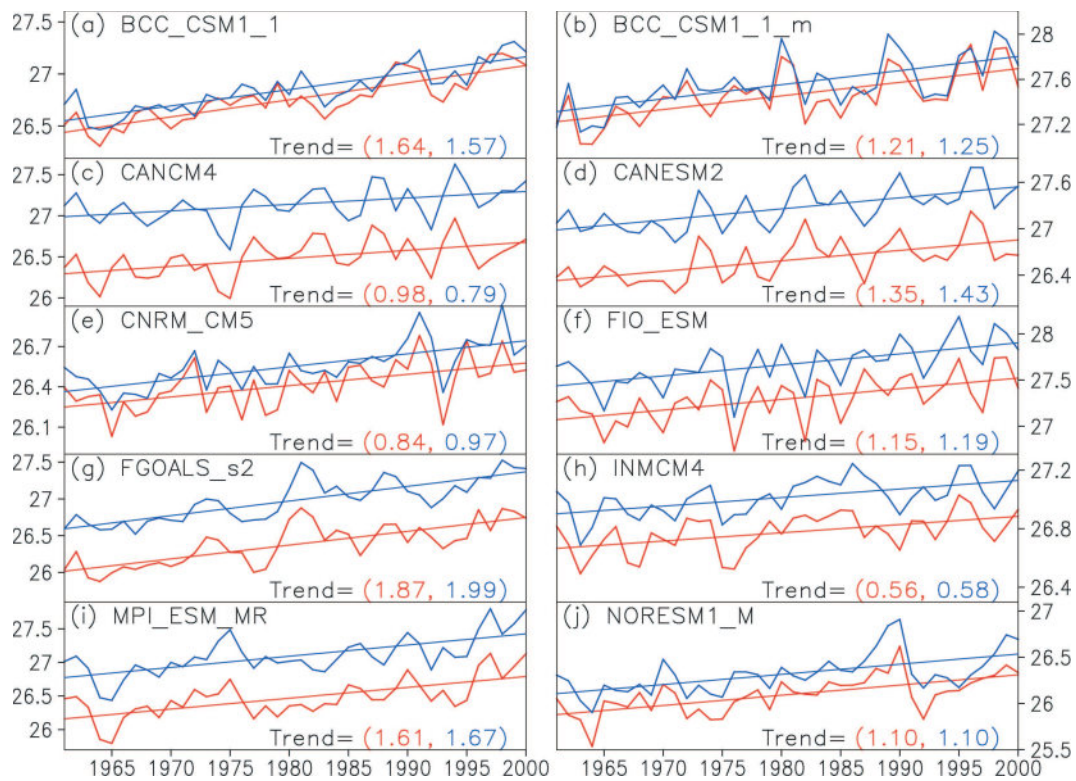 (a) BCC_CSM1_1
27.5
27
26.5
Trend= (1.64, 1.57)
(b) BCC_CSM1_1_m
28
27.6
27.2
Trend= (1.21, 1.25)
(c) CANCM4
27.5
27
26.5
26
Trend= (0.98, 0.79)
(d) CANESM2
27.6
27
26.4
Trend= (1.35, 1.43)
(e) CNRM_CM5
26.7
26.4
26.1
Trend= (0.84, 0.97)
(f) FIO_ESM
28
27.5
27
Trend= (1.15, 1.19)
(g) FGOALS_s2
27.5
27
26.5
26
Trend= (1.87, 1.99)
(h) INMCM4
27.2
26.8
26.4
Trend= (0.56, 0.58)
(i) MPI_ESM_MR
27.5
27
26.5
26
Trend= (1.61, 1.67)
(j) NORESM1_M
27
26.5
26
25.5
Trend= (1.10, 1.10)
1965 1970 1975 1980 1985 1990 1995 2000
1965 1970 1975 1980 1985 1990 1995 2000